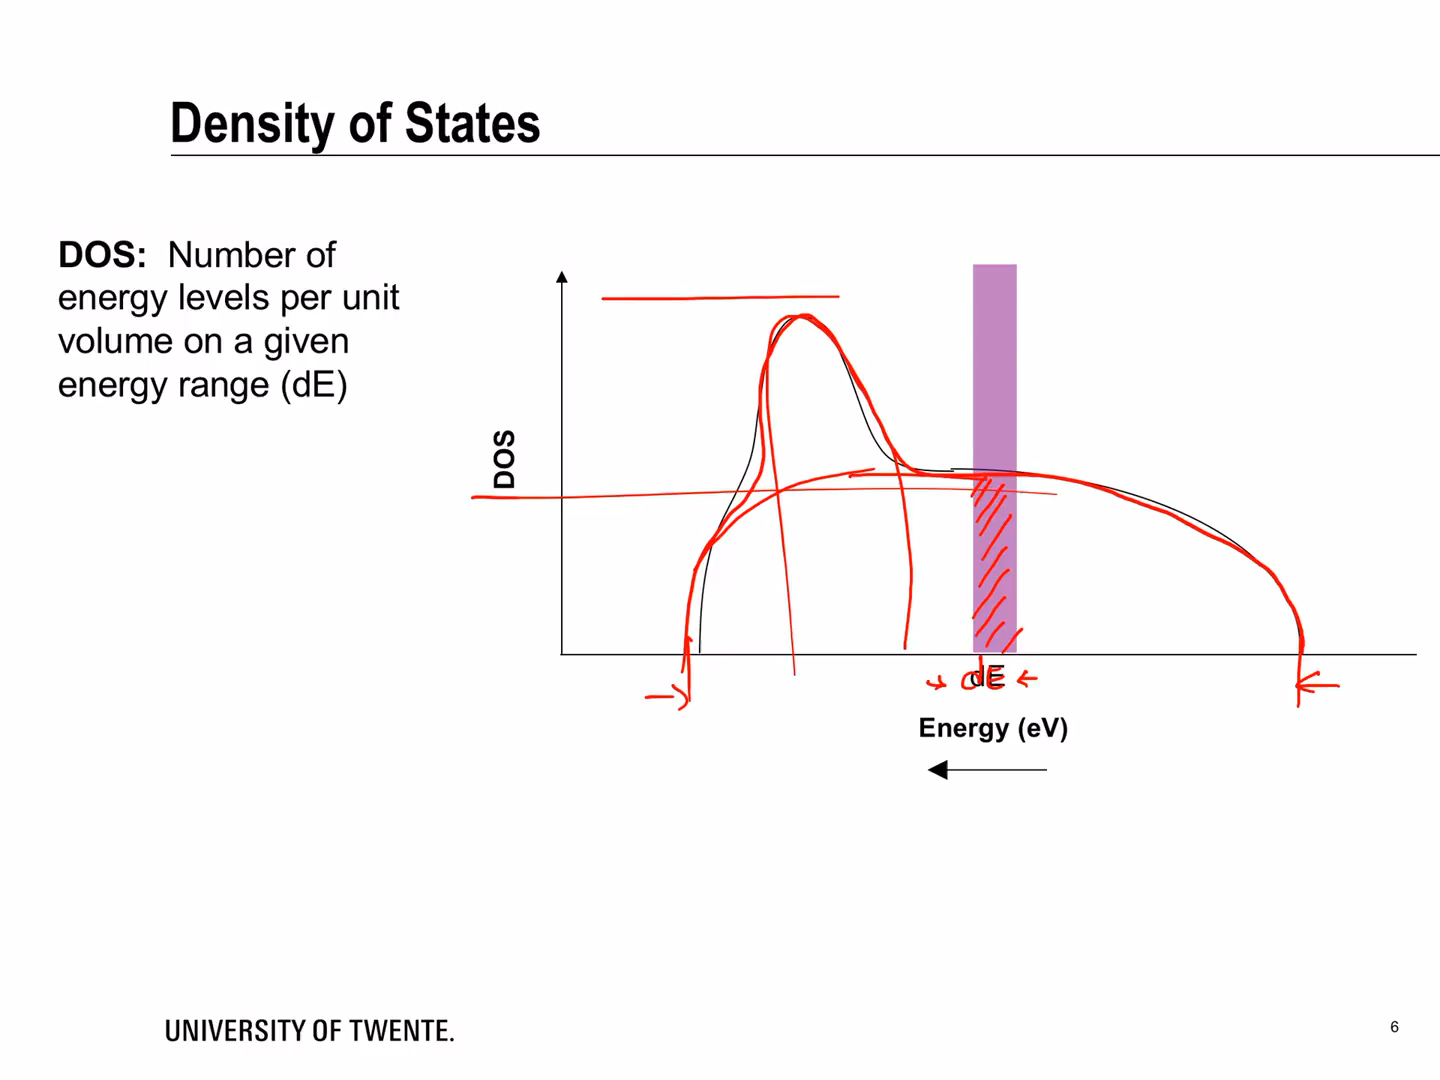 Density of States
DOS: Number of
energy levels per unit
volume on a given
energy range (dE)
DOS
dE
dE
Energy (eV)
UNIVERSITY OF TWENTE.
6